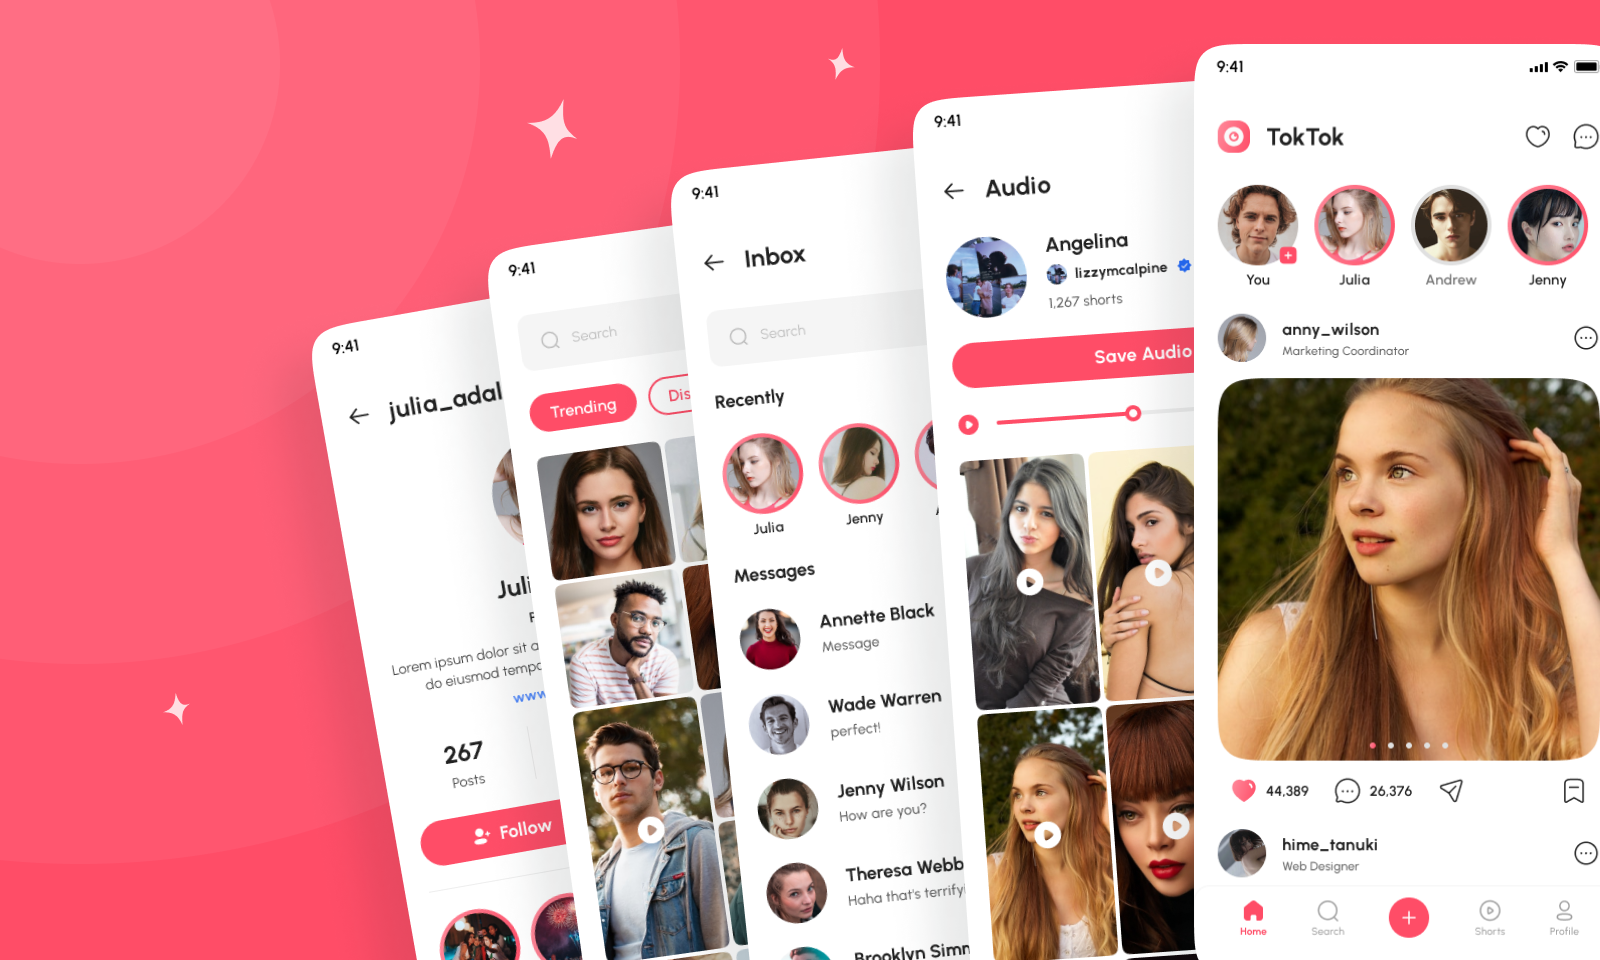 9:41
julia_adal
Juli
Lorem ipsum dolor sit a
do eiusmod tempo
www
267
Posts
Follow
9:41
Search
Trending
Dis
9:41
Inbox
Search
Recently
Julia
Jenny
Messages
Annette Black
Message
Wade Warren
perfect!
Jenny Wilson
How are you?
Theresa Webb
Haha that's terrifyi
Brooklyn Simm
9:41
Audio
Angelina
lizzymcalpine
1,267 shorts
Save Audio
9:41
TokTok
You
Julia
Andrew
Jenny
anny_wilson
Marketing Coordinator
44,389
26,376
hime_tanuki
Web Designer
Home
Search
Shorts
Profile